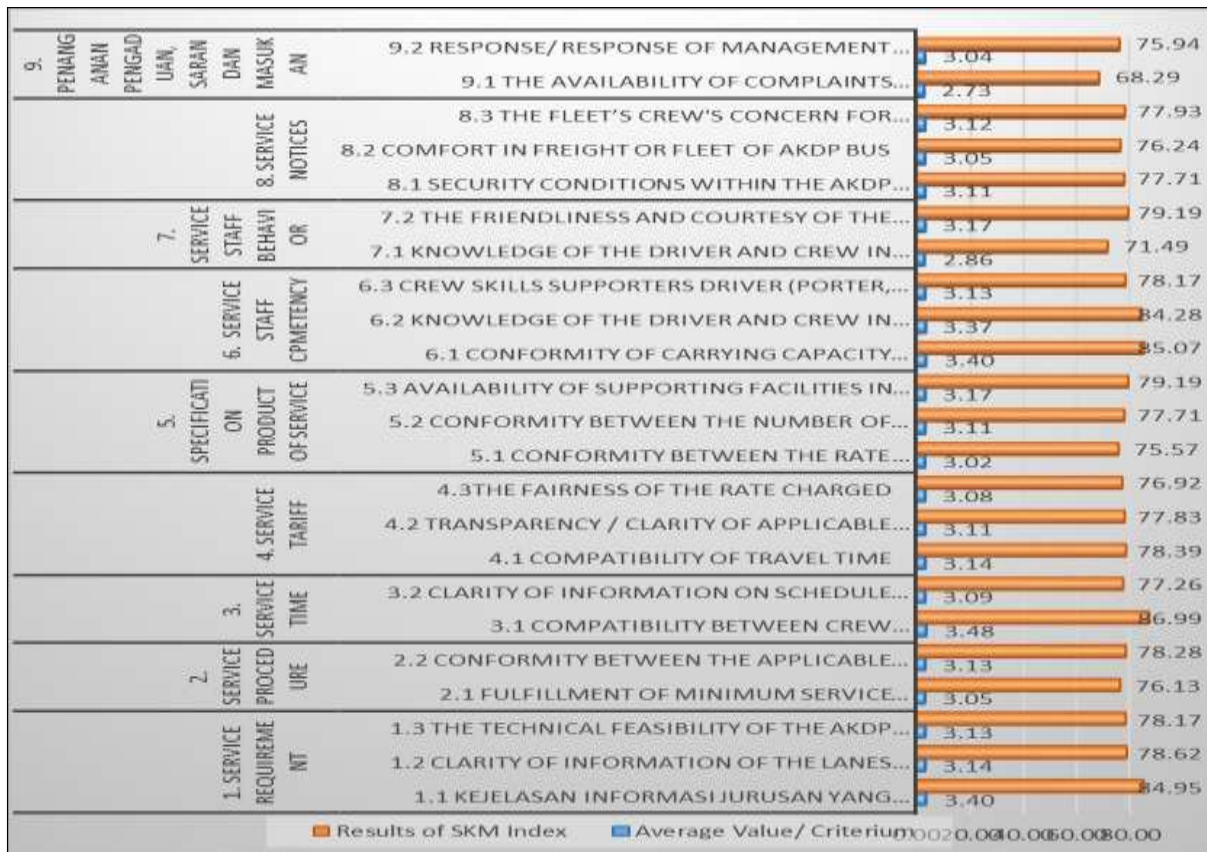 9.
PENANG
ANAN
PENGAD
UAN,
SARAN
DAN
MASUK
AN
9.2 RESPONSE/ RESPONSE OF MANAGEMENT...
75.94
3.04
9.1 THE AVAILABILITY OF COMPLAINTS...
68.29
2.73
8.SERVICE
NOTICES
8.3 THE FLEET'S CREW'S CONCERN FOR...
77.93
3.12
8.2 COMFORT IN FREIGHT OR FLEET OF AKDP BUS
76.24
3.05
8.1 SECURITY CONDITIONS WITHIN THE AKDP...
77.71
3.11
7.
SERVICE
STAFF
BEHAVI
OR
7.2 THE FRIENDLINESS AND COURTESY OF THE...
79.19
3.17
7.1 KNOWLEDGE OF THE DRIVER AND CREW IN...
71.49
2.86
6. SERVICE
STAFF
CPMETENCY
6.3 CREW SKILLS SUPPORTERS DRIVER (PORTER,...
78.17
3.13
6.2 KNOWLEDGE OF THE DRIVER AND CREW IN...
84.28
3.37
6.1 CONFORMITY OF CARRYING CAPACITY...
85.07
3.40
5.
SPECIFICATI
ON
PRODUCT
OFSERVICE
5.3 AVAILABILITY OF SUPPORTING FACILITIES IN...
79.19
3.17
5.2 CONFORMITY BETWEEN THE NUMBER OF...
77.71
3.11
5.1 CONFORMITY BETWEEN THE RATE...
75.57
3.02
4.SERVICE
TARIFF
4.3THE FAIRNESS OF THE RATE CHARGED
76.92
3.08
4.2 TRANSPARENCY / CLARITY OF APPLICABLE...
77.83
3.11
4.1 COMPATIBILITY OF TRAVEL TIME
78.39
3.14
3.
SERVICE
TIME
3.2 CLARITY OF INFORMATION ON SCHEDULE...
77.26
3.09
3.1 COMPATIBILITY BETWEEN CREW...
86.99
3.48
2.
SERVICE
PROCED
URE
2.2 CONFORMITY BETWEEN THE APPLICABLE...
78.28
3.13
2.1 FULFILLMENT OF MINIMUM SERVICE...
76.13
3.05
1.SERVICE
REQUIREME
NT
1.3 THE TECHNICAL FEASIBILITY OF THE AKDP...
78.17
3.13
1.2 CLARITY OF INFORMATION OF THE LANES...
78.62
3.14
1.1 KEJELASAN INFORMASI JURUSAN YANG...
84.95
3.40
Results of SKM Index
Average Value/ Criterium
0.00 20.00 40.00 60.00 80.00